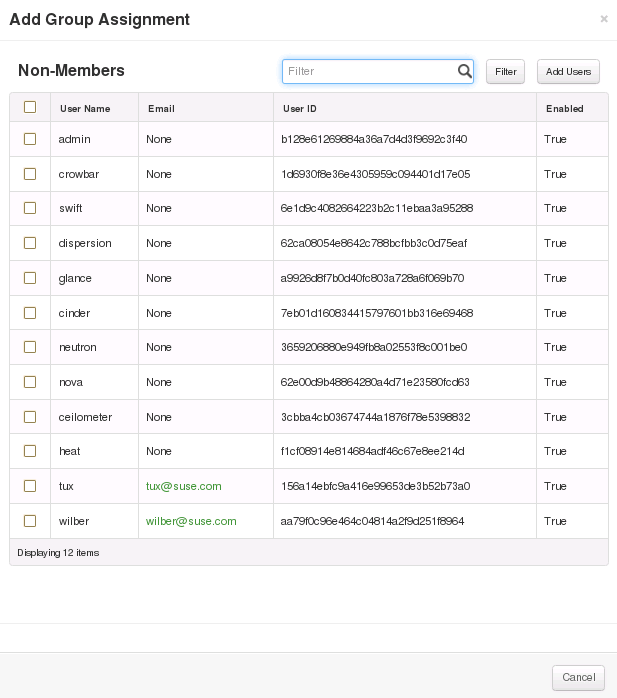 Add Group Assignment ×
Non-Members Filter Filter Add Users
User Name Email User ID Enabled
admin None b128e61269884a36a7d4d3f9692c3f40 True
crowbar None 1d6930f8e36e4305959c094401d17e05 True
swift None 6e1d9c4082664223b2c11ebaa3a95288 True
dispersion None 62ca08054e8642c788bcfbb3c0d75eaf True
glance None a9926d8f7b0d40fc803a728a6f069b70 True
cinder None 7eb01d160834415797601bb316e69468 True
neutron None 3659206880e949fb8a02553f8c001be0 True
nova None 62e00d9b48864280a4d71e23580fcd63 True
ceilometer None 3cbba4cb03674744a1876f78e5398832 True
heat None f1cf08914e814684adf46c67e8ee214d True
tux tux@suse.com 156a14ebfc9a416e99653de3b52b73a0 True
wilber wilber@suse.com aa79f0c96e464c04814a2f9d251f8964 True
Displaying 12 items
Cancel